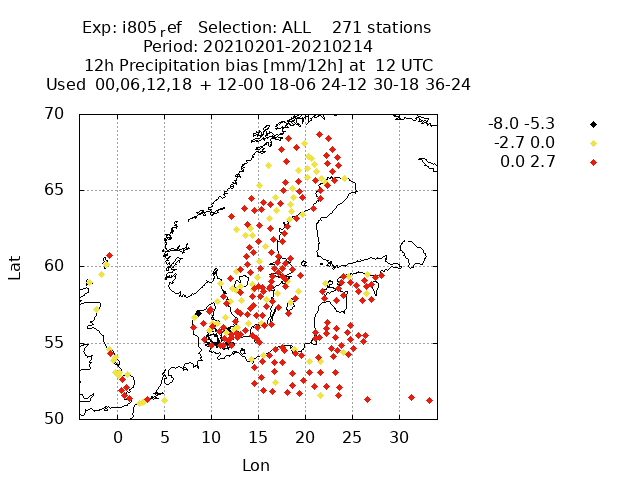 Exp: i805ref   Selection: ALL    271 stations
Period: 20210201-20210214
12h Precipitation bias [mm/12h] at  12 UTC
Used  00,06,12,18  + 12-00 18-06 24-12 30-18 36-24
-8.0 -5.3
-2.7 0.0
0.0 2.7
70
65
60
55
50
Lat
0 5 10 15 20 25 30
Lon